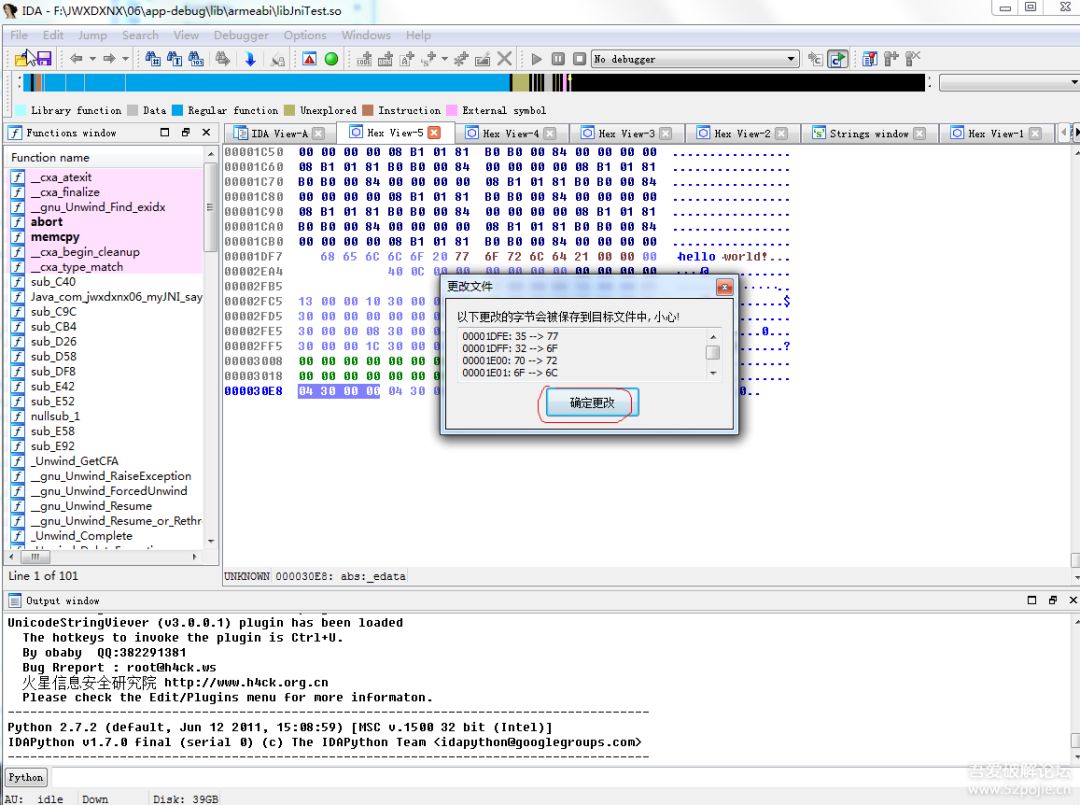 IDA - F:\JWXDXNX\06\app-debug\lib\armeabi\libJniTest.so
File Edit Jump Search View Debugger Options Windows Help
No debugger
Library function Data Regular function Unexplored Instruction External symbol
Functions window
IDA View-A Hex View-5 Hex View-4 Hex View-3 Hex View-2 Strings window Hex View-1
Function name
__cxa_atexit
__cxa_finalize
__gnu_Unwind_Find_exidx
abort
memcpy
__cxa_begin_cleanup
__cxa_type_match
sub_C40
Java_com_jwxdxnx06_myJNI_say
sub_C9C
sub_CB4
sub_D26
sub_D58
sub_DF8
sub_E42
sub_E52
nullsub_1
sub_E58
sub_E92
_Unwind_GetCFA
__gnu_Unwind_RaiseException
__gnu_Unwind_ForcedUnwind
__gnu_Unwind_Resume
__gnu_Unwind_Resume_or_Rethr
_Unwind_Complete
Line 1 of 101
00001C50 00 00 00 00 08 B1 01 81 B0 B0 00 84 00 00 00 00 ................
00001C60 08 B1 01 81 B0 B0 00 84 00 00 00 00 08 B1 01 81 ................
00001C70 B0 B0 00 84 00 00 00 00 08 B1 01 81 B0 B0 00 84 ................
00001C80 00 00 00 00 08 B1 01 81 B0 B0 00 84 00 00 00 00 ................
00001C90 08 B1 01 81 B0 B0 00 84 00 00 00 00 08 B1 01 81 ................
00001CA0 B0 B0 00 84 00 00 00 00 08 B1 01 81 B0 B0 00 84 ................
00001CB0 00 00 00 00 08 B1 01 81 B0 B0 00 84 00 00 00 00 ................
00001DF7 68 65 6C 6C 6F 20 77 6F 72 6C 64 21 00 00 00 hello world!...
00002EA4 40 0C 00
00002FB5
00002FC5 13 00 00 10 30 00 $
00002FD5 30 00 00 00 30 00
00002FE5 30 00 00 08 30 00 0...
00002FF5 30 00 00 1C 30 00 ?
00003008 00 00 00 00 00 00
00003018 00 00 00 00 00 00
000030E8 04 30 00 00 04 30 0..
更改文件
以下更改的字节会被保存到目标文件中, 小心!
00001DFE: 35 --> 77
00001DFF: 32 --> 6F
00001E00: 70 --> 72
00001E01: 6F --> 6C
确定更改
UNKNOWN 000030E8: abs:_edata
Output window
UnicodeStringViever (v3.0.0.1) plugin has been loaded
The hotkeys to invoke the plugin is Ctrl+U.
By obaby QQ:382291381
Bug Rreport : root@h4ck.ws
火星信息安全研究院 http://www.h4ck.org.cn
Please check the Edit/Plugins menu for more informaton.
Python 2.7.2 (default, Jun 12 2011, 15:08:59) [MSC v.1500 32 bit (Intel)]
IDAPython v1.7.0 final (serial 0) (c) The IDAPython Team <idapython@googlegroups.com>
Python
AU: idle Down Disk: 39GB
吾爱破解论坛
www.52pojie.cn